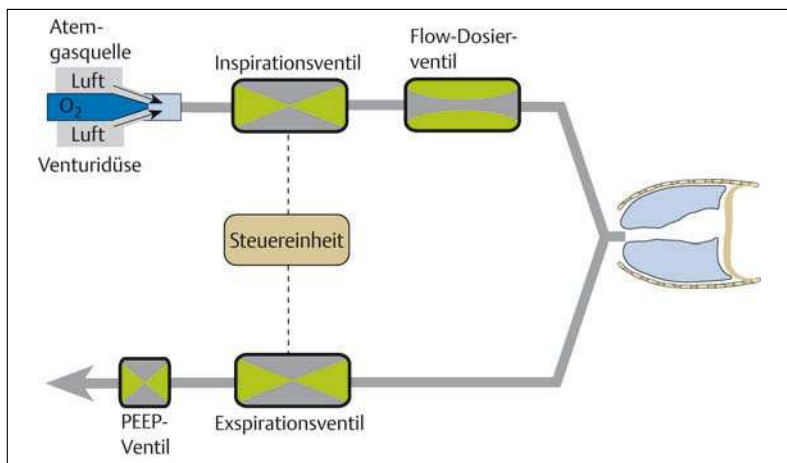 Atem-
gasquelle
Luft
O2
Luft
Venturidüse
Inspirationsventil
Flow-Dosier-
ventil
Steuereinheit
PEEP-
Ventil
Exspirationsventil